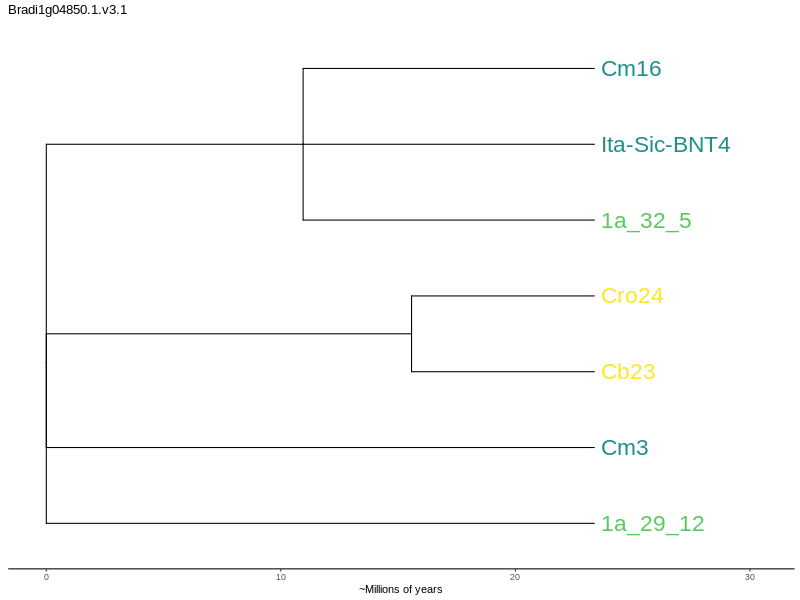 Bradi1g04850.1.v3.1
Cm16
Ita-Sic-BNT4
1a_32_5
Cro24
Cb23
Cm3
1a_29_12
0 10 20 30
~Millions of years